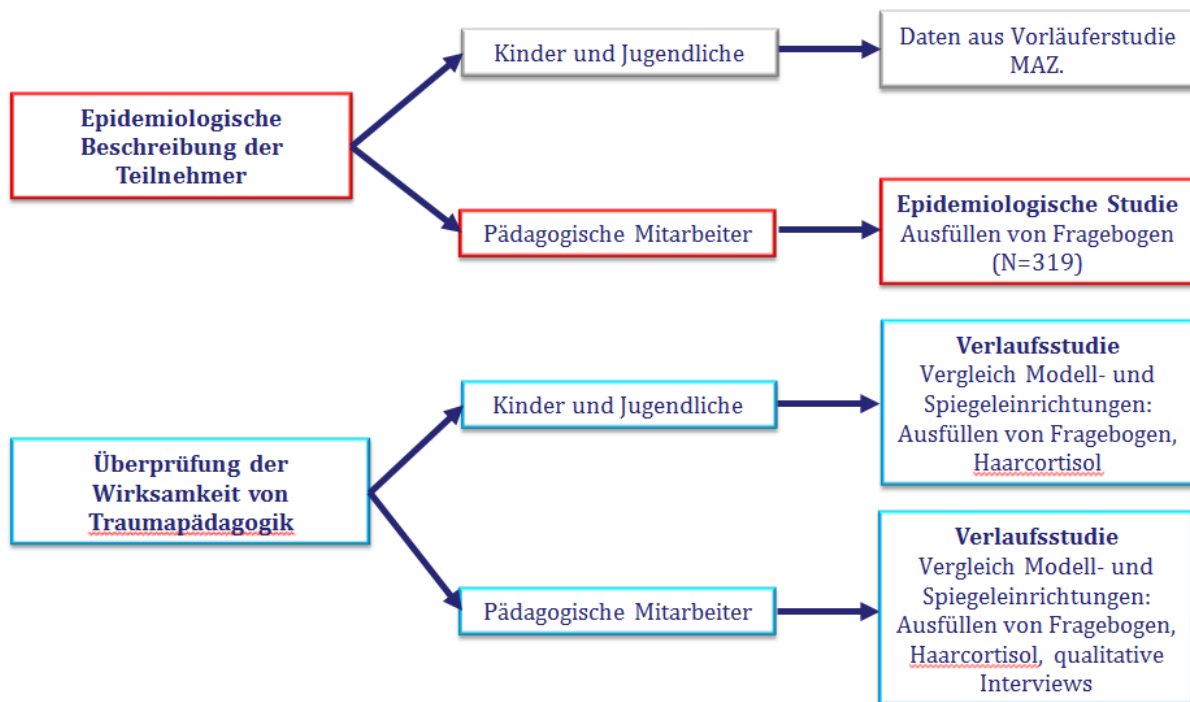 Kinder und Jugendliche
Daten aus Vorläuferstudie
MAZ.
Epidemiologische
Beschreibung der
Teilnehmer
Pädagogische Mitarbeiter
Epidemiologische Studie
Ausfüllen von Fragebogen
(N=319)
Überprüfung der
Wirksamkeit von
Traumapädagogik
Kinder und Jugendliche
Verlaufsstudie
Vergleich Modell- und
Spiegeleinrichtungen:
Ausfüllen von Fragebogen,
Haarcortisol
Pädagogische Mitarbeiter
Verlaufsstudie
Vergleich Modell- und
Spiegeleinrichtungen:
Ausfüllen von Fragebogen,
Haarcortisol, qualitative
Interviews